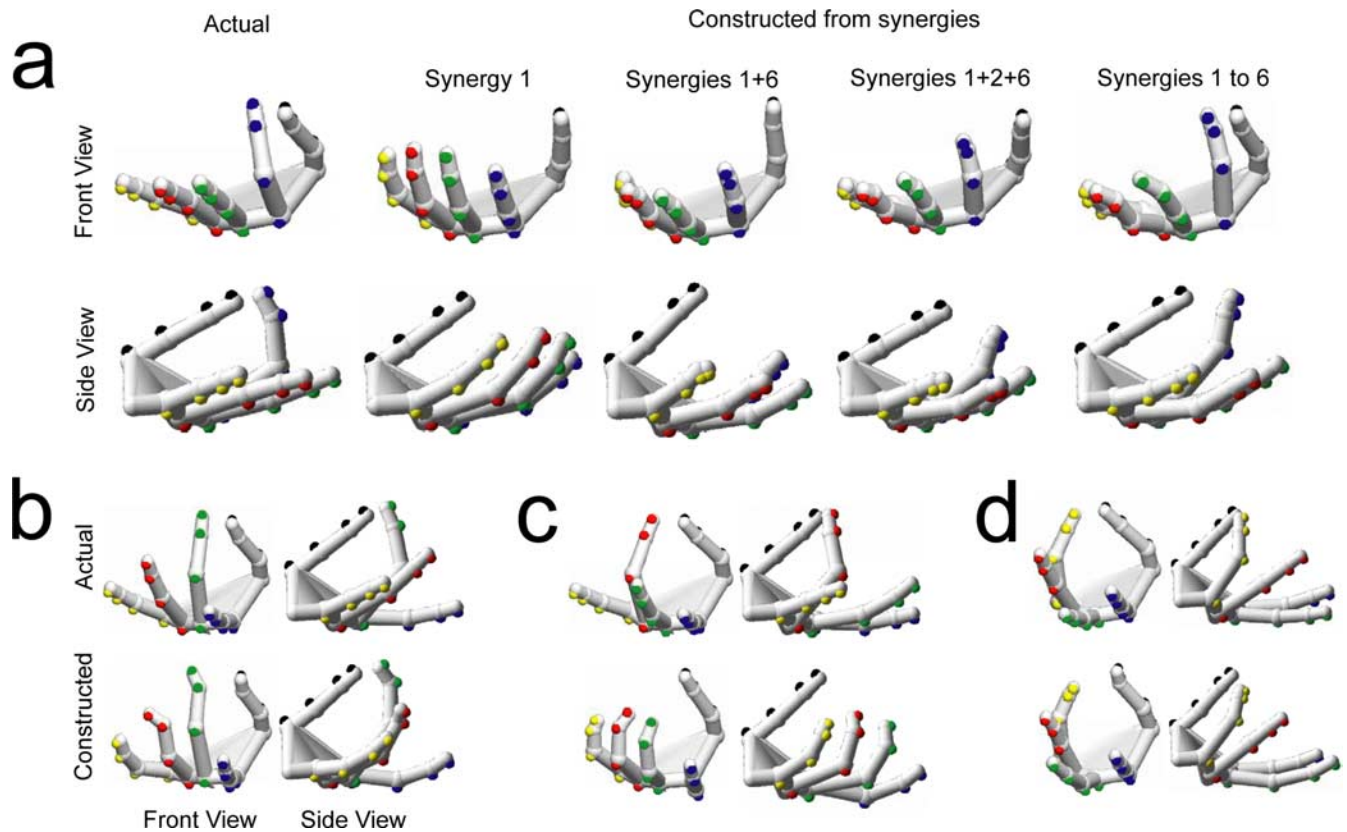 Actual
Constructed from synergies
a
Synergy 1
Synergies 1+6
Synergies 1+2+6
Synergies 1 to 6
Front View
Side View
b
c
d
Actual
Constructed
Front View
Side View